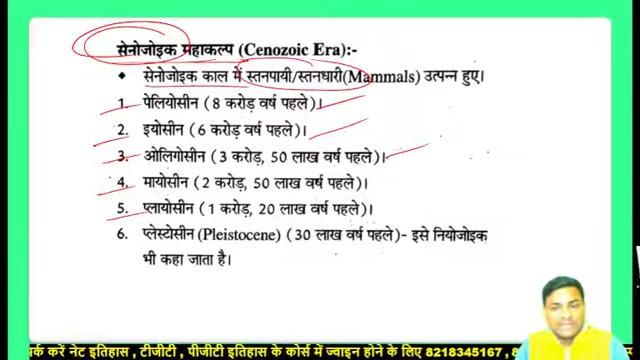 सेनोजोइक महाकल्प (Cenozoic Era):-
◆ सेनोजोइक काल में स्तनपायी/स्तनधारी(Mammals) उत्पन्न हुए।
1. पेलियोसीन (8 करोड़ वर्ष पहले)।
2. इयोसीन (6 करोड़ वर्ष पहले)।
3. ओलिगोसीन (3 करोड़, 50 लाख वर्ष पहले)।
4. मायोसीन (2 करोड़, 50 लाख वर्ष पहले)।
5. प्लायोसीन (1 करोड़, 20 लाख वर्ष पहले)।
6. प्लेस्टोसीन (Pleistocene) (30 लाख वर्ष पहले)- इसे नियोजोइक
भी कहा जाता है।
र्क करें नेट इतिहास, टीजीटी, पीजीटी इतिहास के कोर्स में ज्वाइन होने के लिए 8218345167, 8